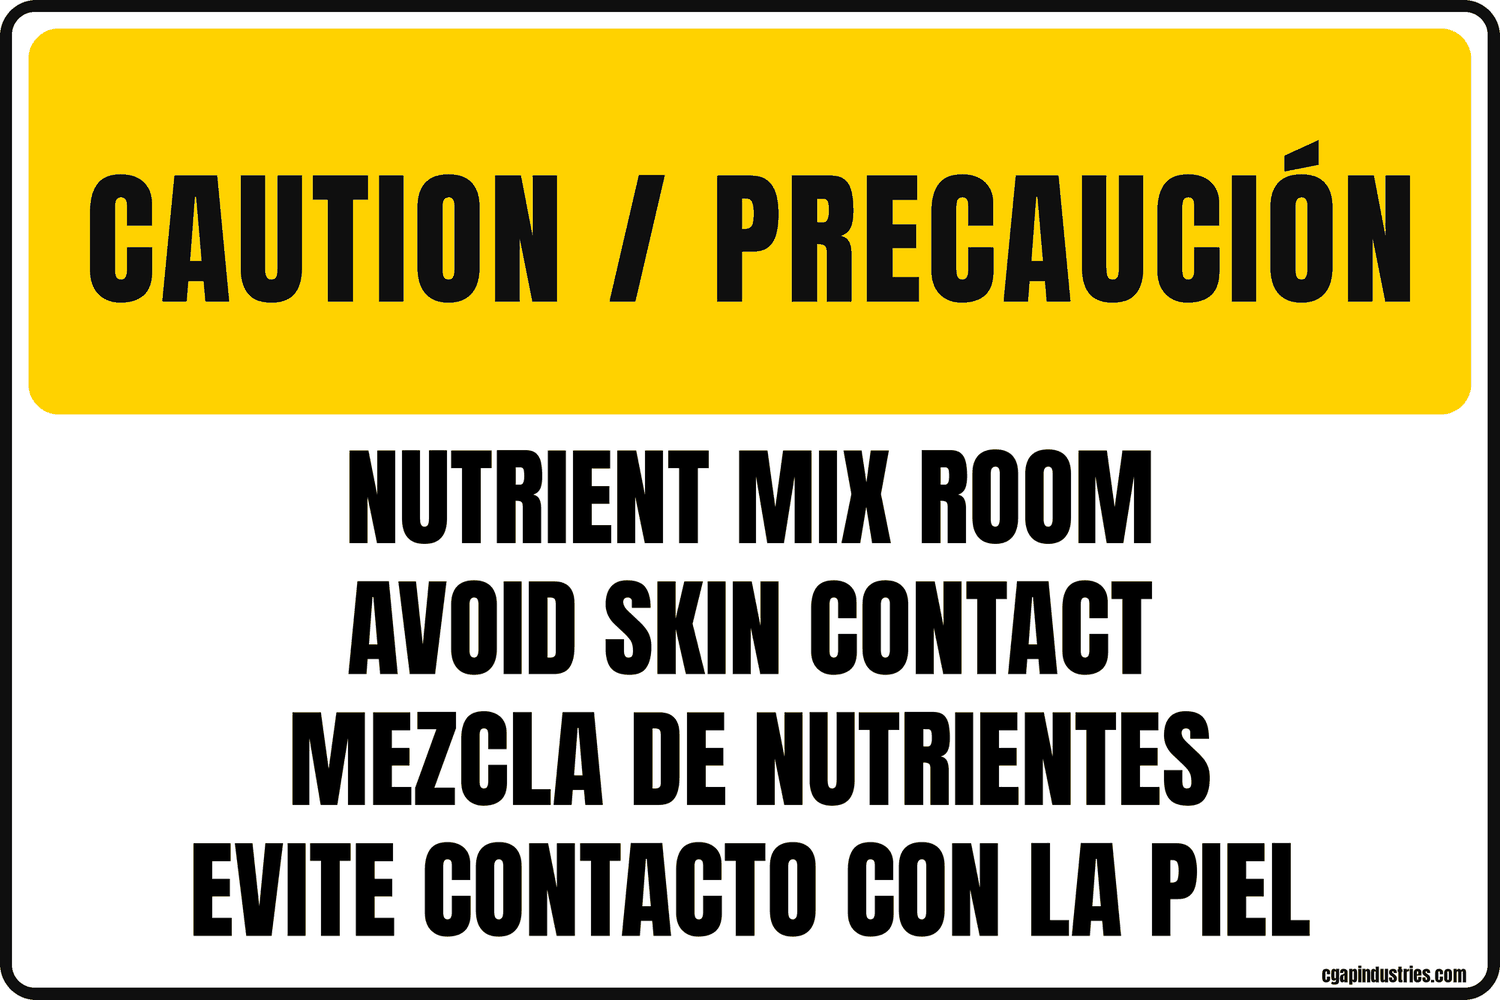 CAUTION / PRECAUCIÓN
NUTRIENT MIX ROOM
AVOID SKIN CONTACT
MEZCLA DE NUTRIENTES
EVITE CONTACTO CON LA PIEL
cgapindustries.com